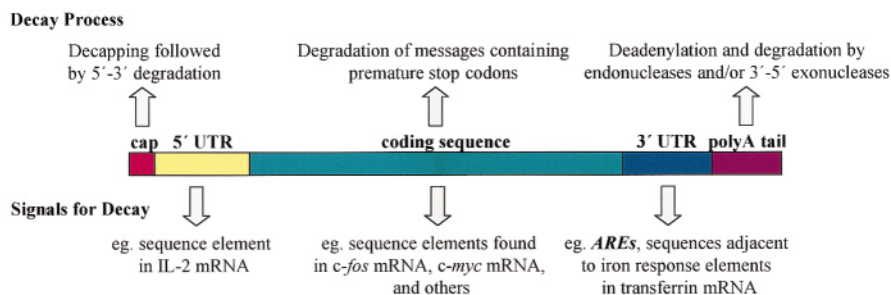 Decay Process
Decapping followed
by 5´-3´ degradation
Degradation of messages containing
premature stop codons
Deadenylation and degradation by
endonucleases and/or 3´-5´ exonucleases
cap 5´ UTR coding sequence 3´ UTR polyA tail
Signals for Decay
eg. sequence element
in IL-2 mRNA
eg. sequence elements found
in c-fos mRNA, c-myc mRNA,
and others
eg. AREs, sequences adjacent
to iron response elements
in transferrin mRNA